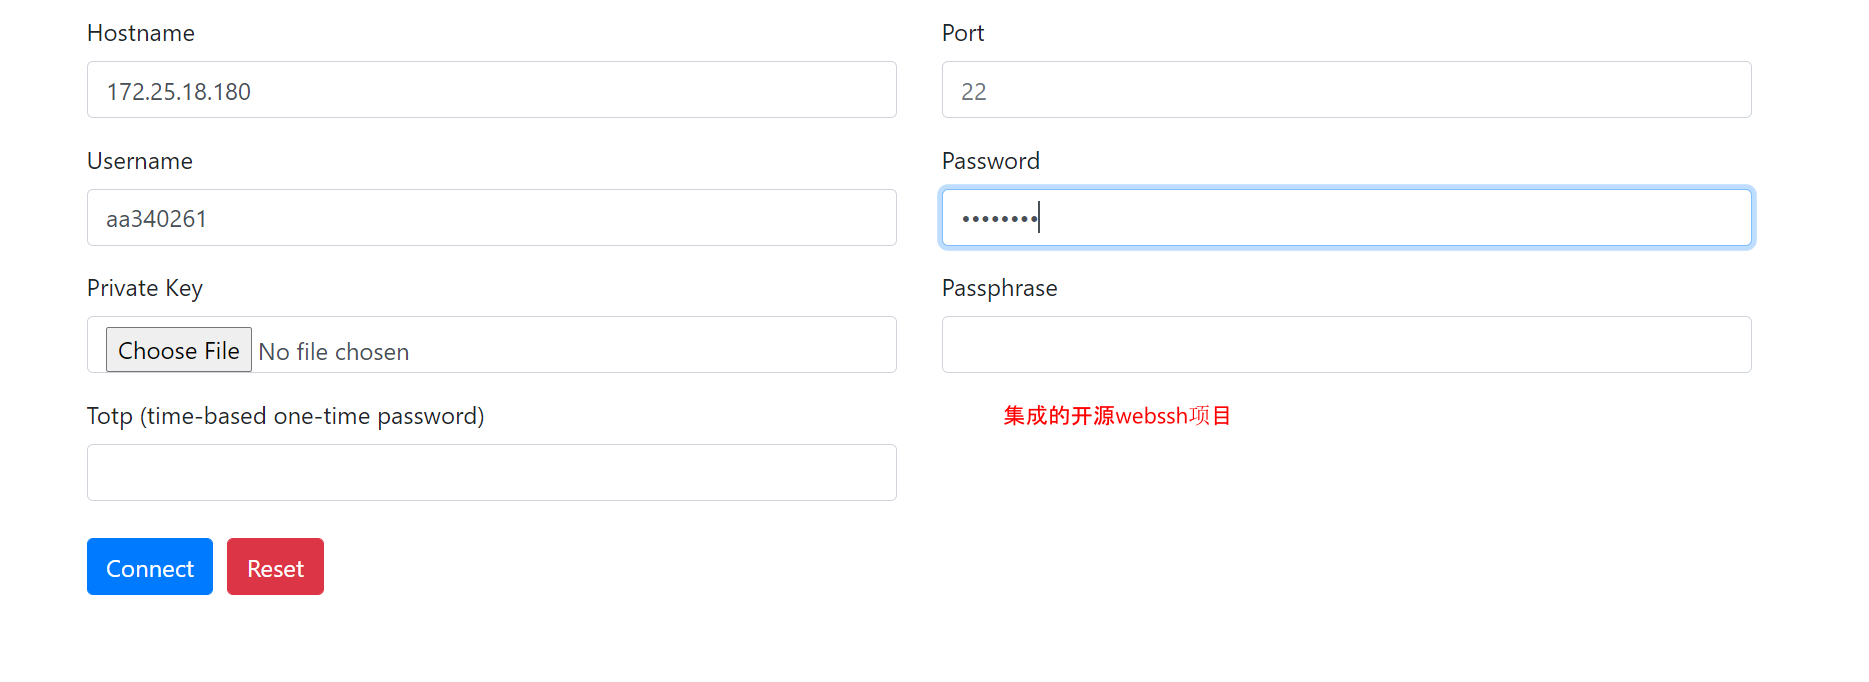 Hostname
Port
172.25.18.180
22
Username
Password
aa340261
••••••••
Private Key
Passphrase
Choose File No file chosen
Totp (time-based one-time password)
集成的开源webssh项目
Connect
Reset